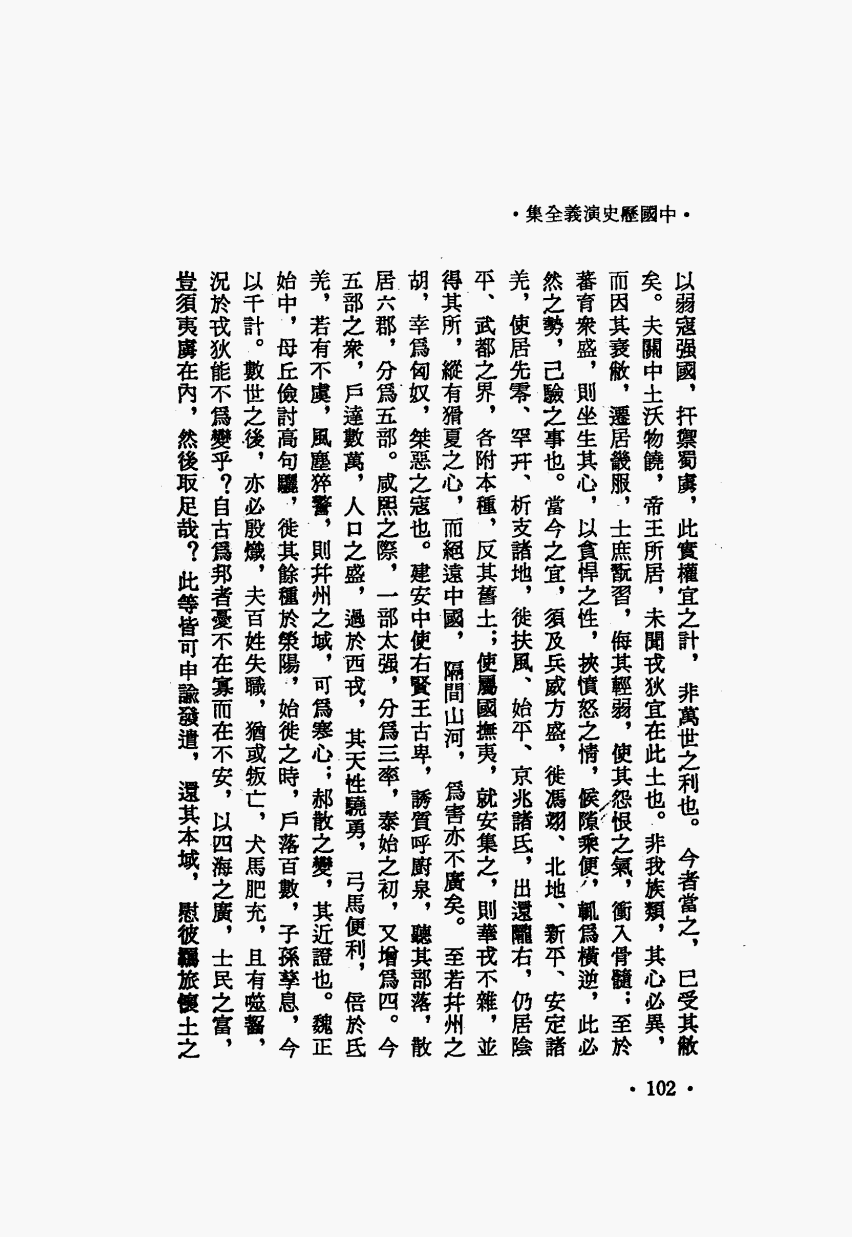 ·中國歷史演義全集·
以弱寇强國，扞禦蜀虜，此實權宜之計，非萬世之利也。今者當之，已受其敝
矣。夫關中土沃物饒，帝王所居，未聞戎狄宜在此土也。非我族類，其心必異，
而因其衰敝，遷居畿服，士庶翫習，侮其輕弱，使其怨恨之氣，衝入骨髓；至於
蕃育衆盛，則坐生其心，以貪悍之性，挾憤怒之情，候隙乘便，輒爲橫逆，此必
然之勢，已驗之事也。當今之宜，須及兵威方盛，徙馮翊、北地、新平、安定諸
羌，使居先零、罕幵、析支諸地，徙扶風、始平、京兆諸氐，出還隴右，仍居陰
平、武都之界，各附本種，反其舊土；使屬國撫夷，就安集之，則華戎不雜，並
得其所，縱有猾夏之心，而絕遠中國，隔間山河，爲害亦不廣矣。至若幷州之
胡，幸爲匈奴，桀惡之寇也。建安中使右賢王古卑，誘質呼廚泉，聽其部落，散
居六郡，分爲五部。咸熙之際，一部太强，分爲三率，泰始之初，又增爲四。今
五部之衆，戶達數萬，人口之盛，過於西戎，其天性驍勇，弓馬便利，倍於氐
羌，若有不虞，風塵猝警，則幷州之域，可爲寒心；郝散之變，其近證也。魏正
始中，母丘儉討高句驪，徙其餘種於滎陽，始徙之時，戶落百數，子孫孳息，今
以千計。數世之後，亦必殷熾，夫百姓失職，猶或叛亡，犬馬肥充，且有噬齧，
況於戎狄能不爲變乎？自古爲邦者憂不在寡而在不安，以四海之廣，士民之富，
豈須夷虜在內，然後取足哉？此等皆可申諭發遣，還其本域，慰彼羈旅懷土之
·102·